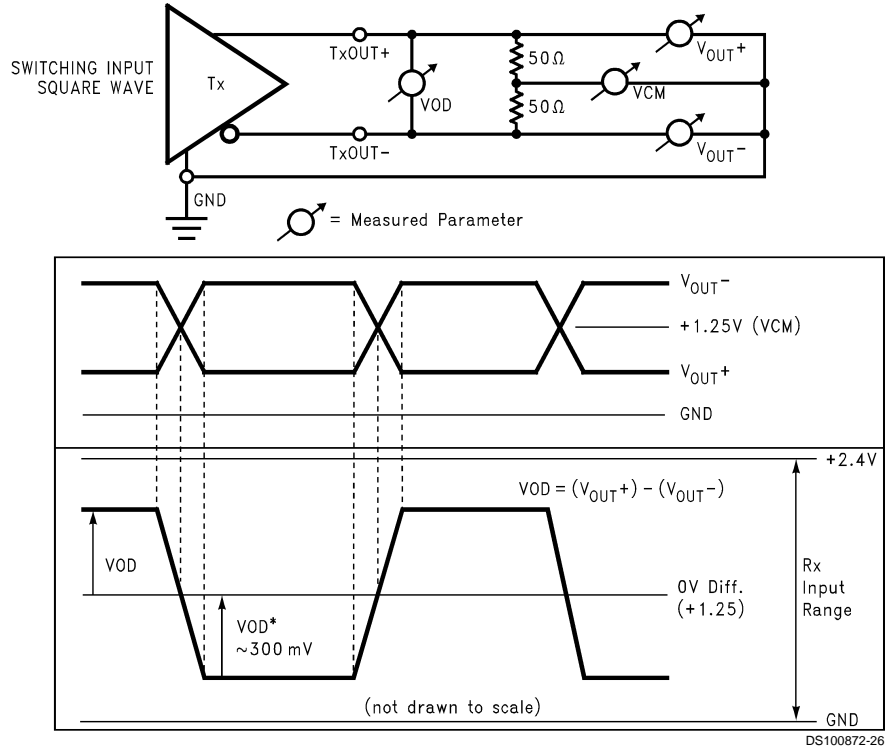 SWITCHING INPUT
SQUARE WAVE
Tx
TxOUT+
TxOUT-
VOD
50Ω
50Ω
VCM
VOUT+
VOUT-
GND
= Measured Parameter
VOUT-
+1.25V (VCM)
VOUT+
GND
+2.4V
VOD = (VOUT+) - (VOUT-)
VOD
VOD*
~300 mV
0V Diff.
(+1.25)
Rx
Input
Range
(not drawn to scale)
GND
DS100872-26